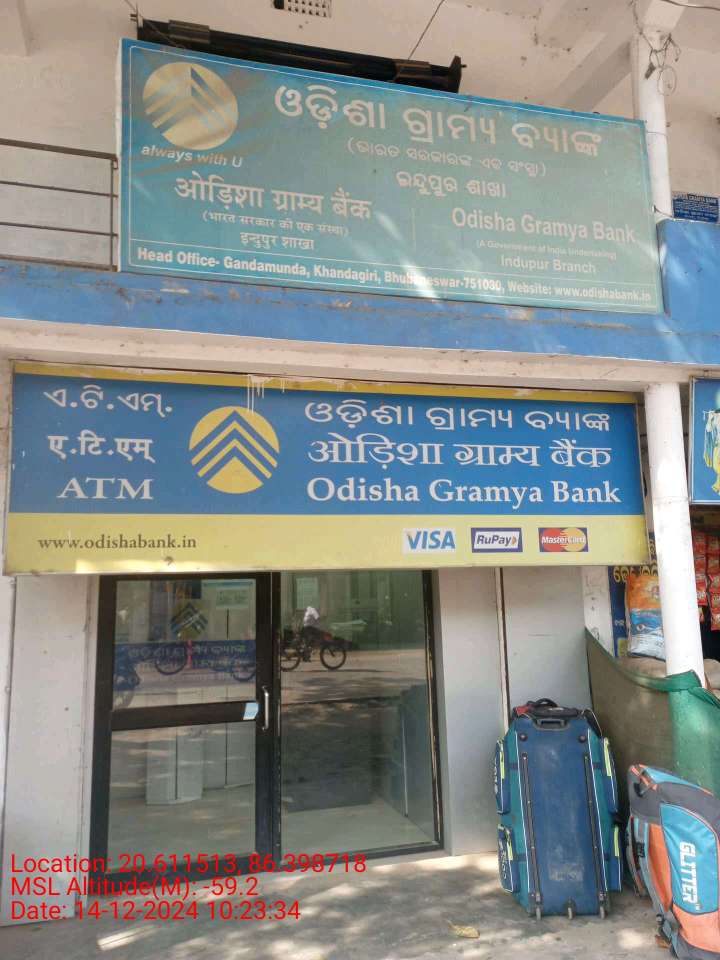 always with U
ଓଡ଼ିଶା ଗ୍ରାମ୍ୟ ବ୍ୟାଙ୍କ
(ଭାରତ ସରକାରଙ୍କ ଏକ ସଂସ୍ଥା)
ଇନ୍ଦୁପୁର ଶାଖା
ओड़िशा ग्राम्य बैंक
(भारत सरकार की एक संस्था)
इन्दुपुर शाखा
Odisha Gramya Bank
(A Government of India Undertaking)
Indupur Branch
Head Office- Gandamunda, Khandagiri, Bhubaneswar-751030, Website: www.odishabank.in
ଏ.ଟି.ଏମ୍.
ए.टि.एम्
ATM
ଓଡ଼ିଶା ଗ୍ରାମ୍ୟ ବ୍ୟାଙ୍କ
ओड़िशा ग्राम्य बैंक
Odisha Gramya Bank
www.odishabank.in
VISA
RuPay
MasterCard
ଓଡ଼ିଶା ଗ୍ରାମ୍ୟ ବ୍ୟାଙ୍କ
GLITTER
Location: 20.611513, 86.398718
MSL Altitude(M): -59.2
Date: 14-12-2024 10:23:34